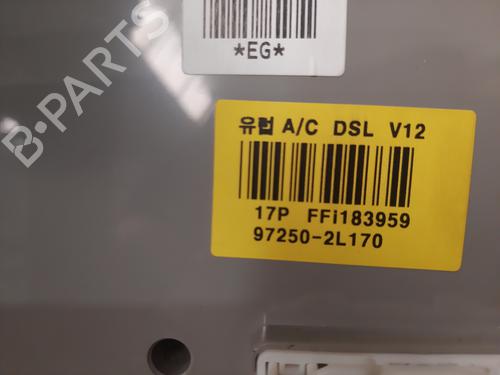 *EG*
유럽 A/C DSL V12
17P FFi183959
97250-2L170
B-PARTS